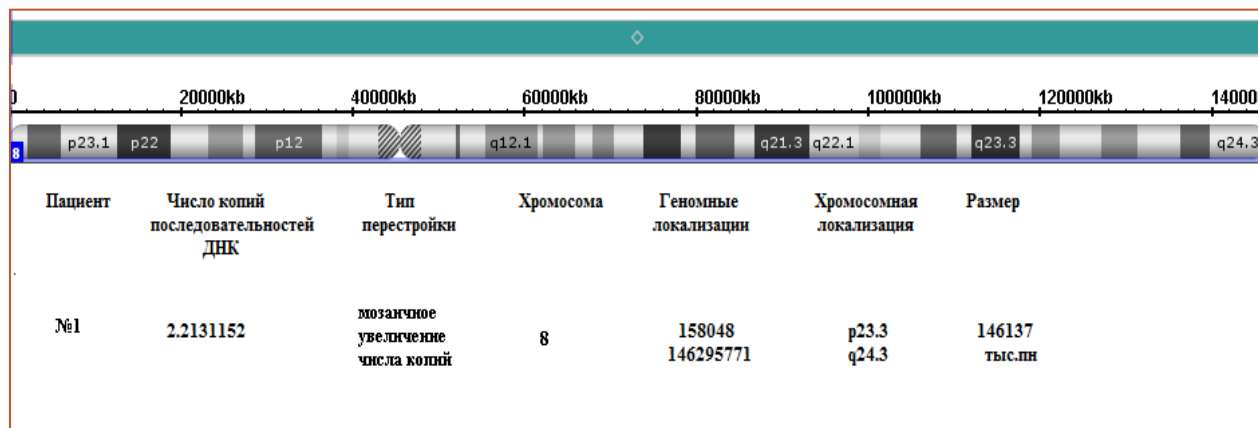 0 20000kb 40000kb 60000kb 80000kb 100000kb 120000kb 14000
8 p23.1 p22 p12 q12.1 q21.3 q22.1 q23.3 q24.3
Пациент Число копий Тип Хромосома Геномные Хромосомная Размер
последовательностей перестройки локализации локализация
ДНК
мозаичное
№1 2.2131152 увеличение 8 158048 p23.3 146137
числа копий 146295771 q24.3 тыс.пн